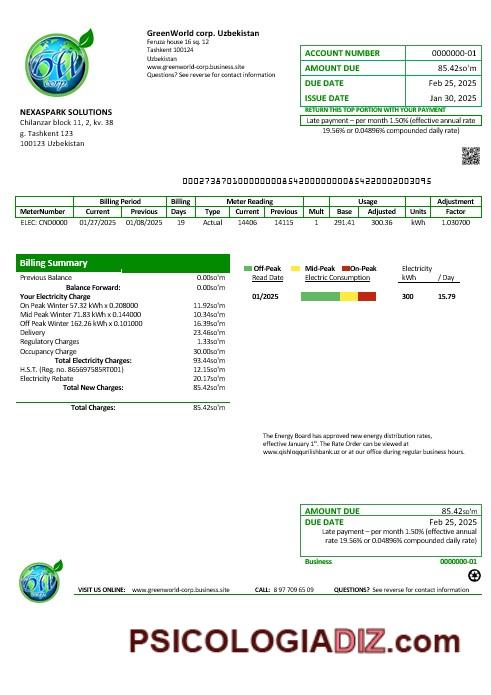 GreenWorld corp. Uzbekistan
Feruza house 16 sq. 12
Tashkent 100124
Uzbekistan
www.greenworld-corp.business.site
Questions? See reverse for contact information
GW
corp.
ACCOUNT NUMBER 0000000-01
AMOUNT DUE 85.42so'm
DUE DATE Feb 25, 2025
ISSUE DATE Jan 30, 2025
RETURN THIS TOP PORTION WITH YOUR PAYMENT
Late payment – per month 1.50% (effective annual rate
19.56% or 0.04896% compounded daily rate)
NEXASPARK SOLUTIONS
Chilanzar block 11, 2, kv. 38
g. Tashkent 123
100123 Uzbekistan
Billing Period Billing Meter Reading Usage Adjustment
MeterNumber Current Previous Days Type Current Previous Mult Base Adjusted Units Factor
ELEC: CND0000 01/27/2025 01/08/2025 19 Actual 14406 14115 1 291.41 300.36 kWh 1.030700
Billing Summary
Previous Balance 0.00so'm
Balance Forward: 0.00so'm
Your Electricity Charge
On Peak Winter 57.32 kWh x 0.208000 11.92so'm
Mid Peak Winter 71.83 kWh x 0.144000 10.34so'm
Off Peak Winter 162.26 kWh x 0.101000 16.39so'm
Delivery 23.46so'm
Regulatory Charges 1.33so'm
Occupancy Charge 30.00so'm
Total Electricity Charges: 93.44so'm
H.S.T. (Reg. no. 865697585RT001) 12.15so'm
Electricity Rebate 20.17so'm
Total New Charges: 85.42so'm
Total Charges: 85.42so'm
Off-Peak Mid-Peak On-Peak Electricity
Read Date Electric Consumption kWh / Day
01/2025 300 15.79
The Energy Board has approved new energy distribution rates,
effective January 1st. The Rate Order can be viewed at
www.qishloqqurilishbank.uz or at our office during regular business hours.
AMOUNT DUE 85.42so'm
DUE DATE Feb 25, 2025
Late payment – per month 1.50% (effective annual
rate 19.56% or 0.04896% compounded daily rate)
Business 0000000-01
VISIT US ONLINE: www.greenworld-corp.business.site CALL: 8 97 709 65 09 QUESTIONS? See reverse for contact information
PSICOLOGIADIZ.com